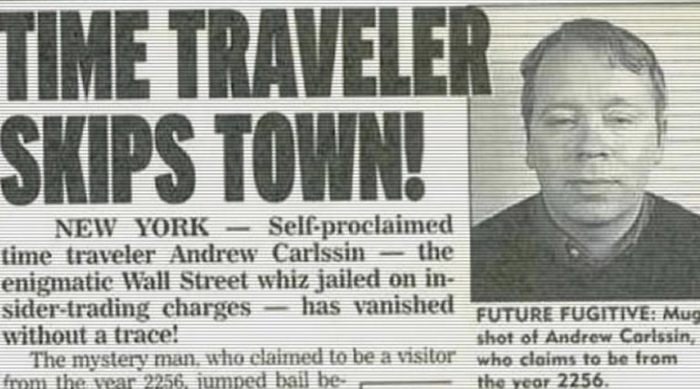 TIME TRAVELER
SKIPS TOWN!
NEW YORK — Self-proclaimed
time traveler Andrew Carlssin — the
enigmatic Wall Street whiz jailed on in-
sider-trading charges — has vanished
without a trace!
The mystery man, who claimed to be a visitor
from the year 2256, jumped bail be-
FUTURE FUGITIVE: Mug
shot of Andrew Carlssin,
who claims to be from
the year 2256.